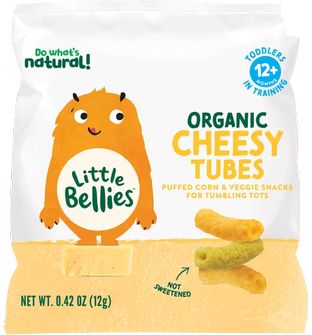 Do what's
natural!
TODDLERS
12+
MONTHS
IN TRAINING
ORGANIC
CHEESY
TUBES
PUFFED CORN & VEGGIE SNACKS
FOR TUMBLING TOTS
Little
Bellies™
NOT
SWEETENED
NET WT. 0.42 OZ (12g)